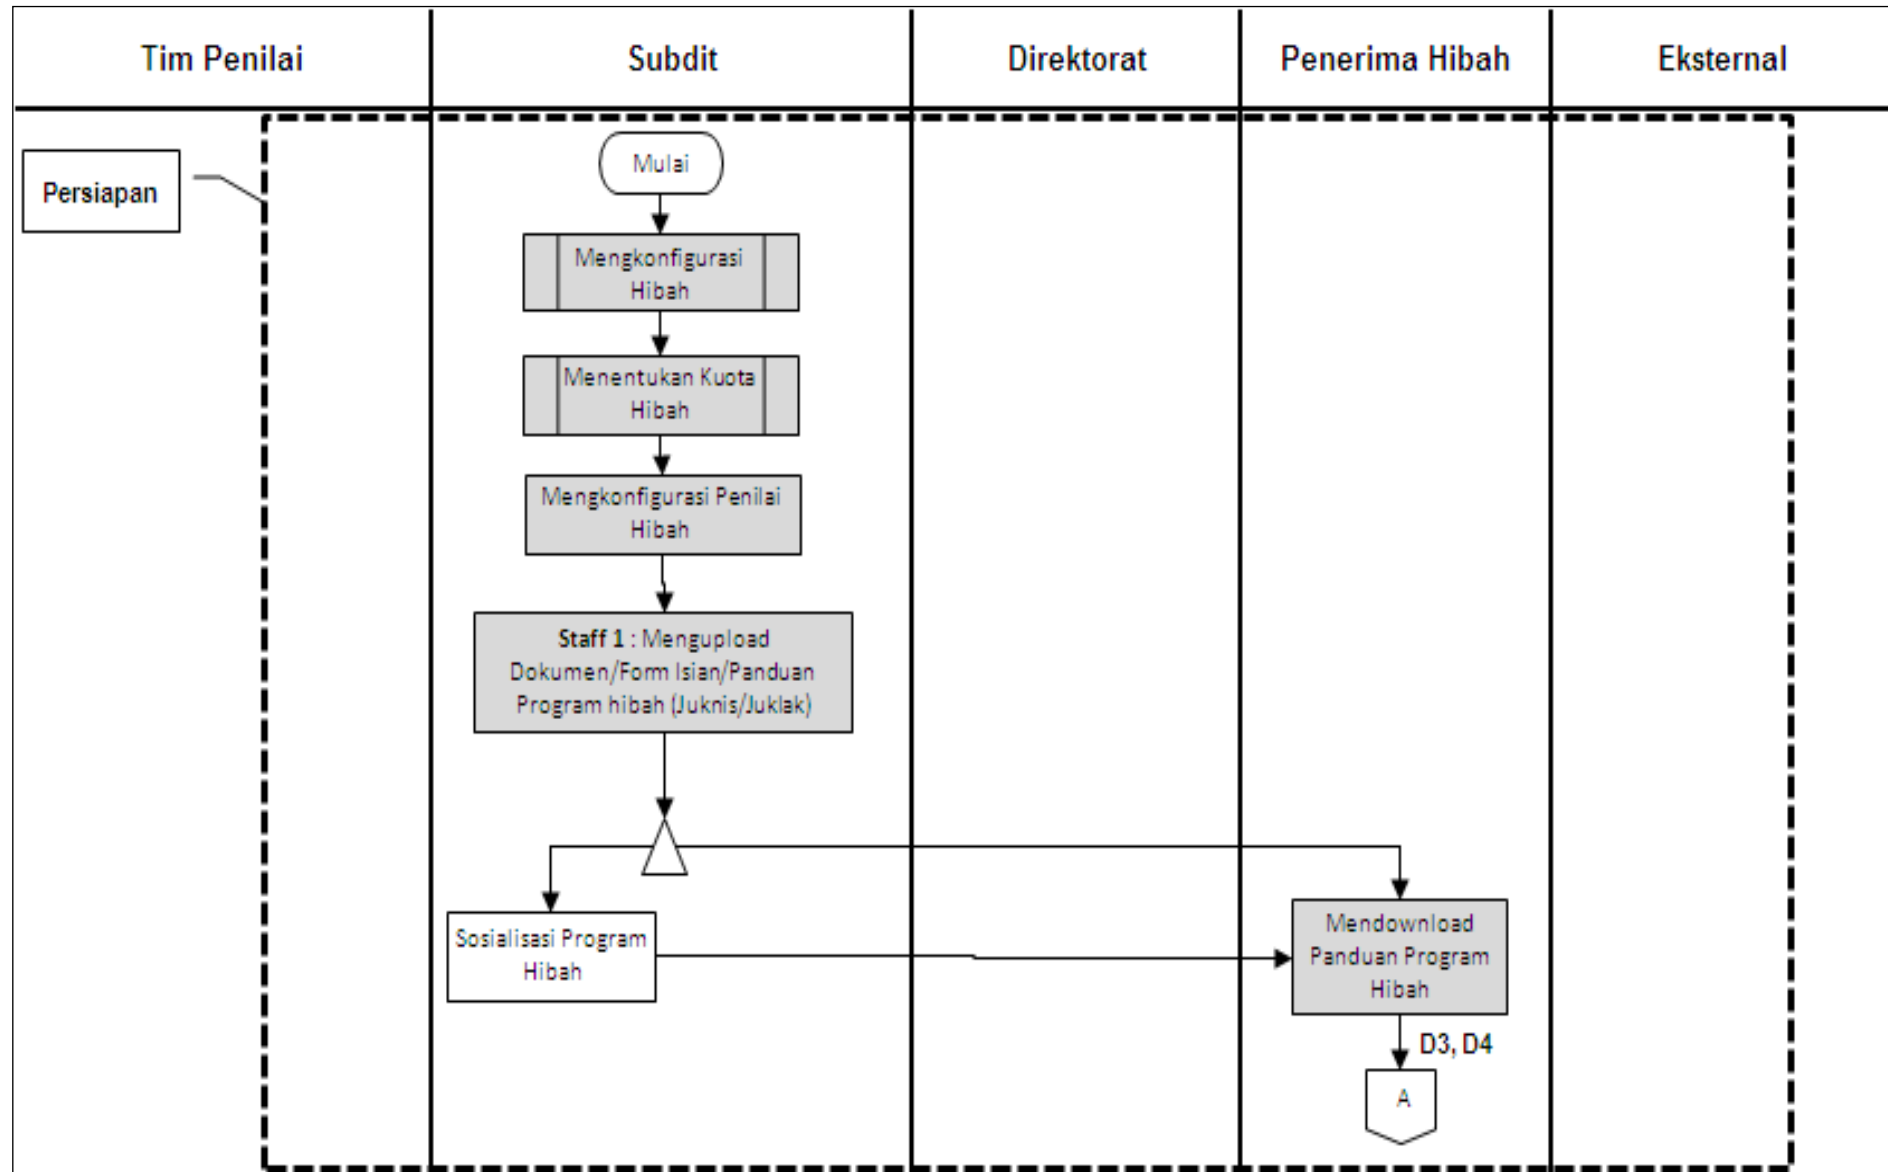 Tim Penilai
Subdit
Direktorat
Penerima Hibah
Eksternal
Persiapan
Mulai
Mengkonfigurasi
Hibah
Menentukan Kuota
Hibah
Mengkonfigurasi Penilai
Hibah
Staff 1 : Mengupload
Dokumen/Form Isian/Panduan
Program hibah (Juknis/Juklak)
Sosialisasi Program
Hibah
Mendownload
Panduan Program
Hibah
D3, D4
A